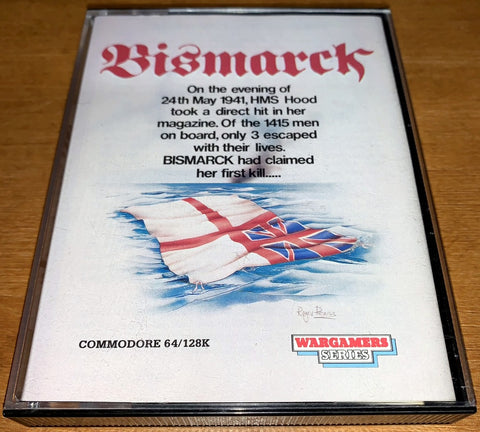 Bismarck
On the evening of
24th May 1941, HMS Hood
took a direct hit in her
magazine. Of the 1415 men
on board, only 3 escaped
with their lives.
BISMARCK had claimed
her first kill.....
COMMODORE 64/128K
WARGAMERS
SERIES